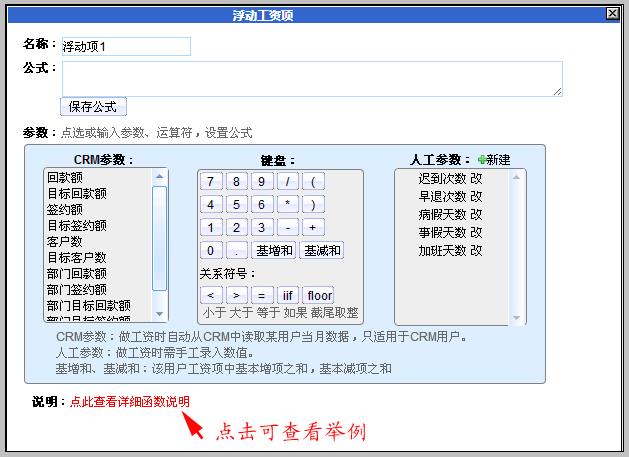 浮动工资项
名称：浮动项1
公式：
保存公式
参数：点选或输入参数、运算符，设置公式
CRM参数：
回款额
目标回款额
签约额
目标签约额
客户数
目标客户数
部门回款额
部门签约额
部门目标回款额
部门目标签约额
键盘：
7 8 9 / (
4 5 6 * )
1 2 3 - +
0 . 基增和 基减和
关系符号：
< > = iif floor
小于 大于 等于 如果 截尾取整
人工参数： 新建
迟到次数 改
早退次数 改
病假天数 改
事假天数 改
加班天数 改
CRM参数：做工资时自动从CRM中读取某用户当月数据，只适用于CRM用户。
人工参数：做工资时需手工录入数值。
基增和、基减和：该用户工资项中基本增项之和，基本减项之和
说明：点此查看详细函数说明
点击可查看举例